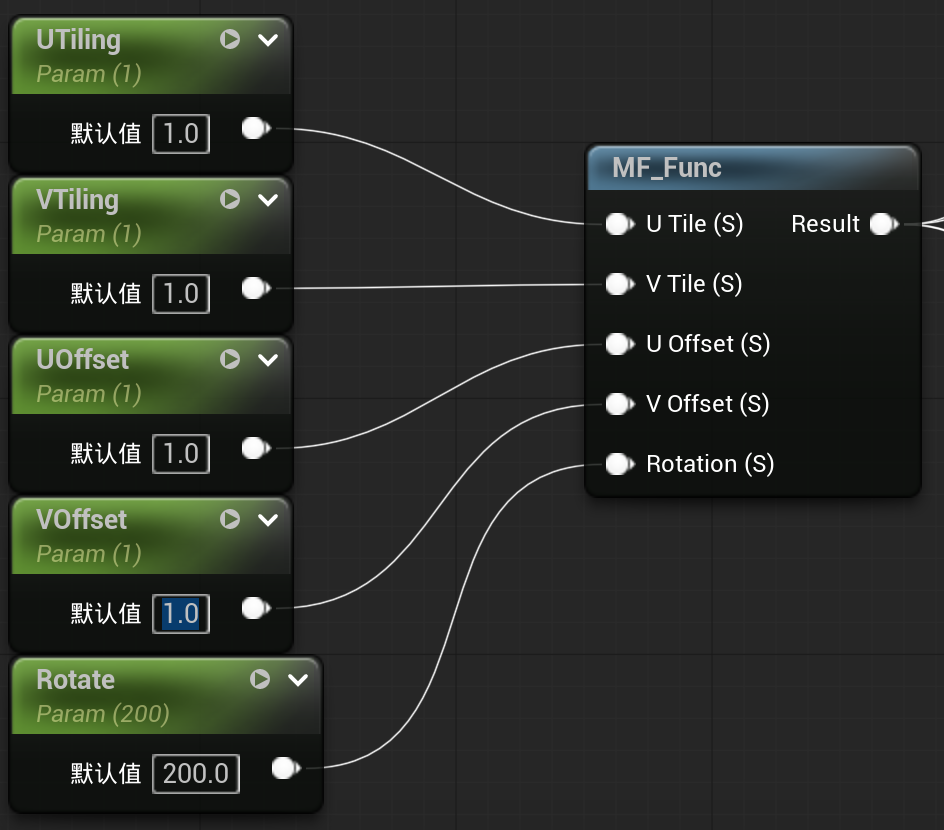 UTiling
Param (1)
默认值 1.0
VTiling
Param (1)
默认值 1.0
UOffset
Param (1)
默认值 1.0
VOffset
Param (1)
默认值 1.0
Rotate
Param (200)
默认值 200.0
MF_Func
U Tile (S) Result
V Tile (S)
U Offset (S)
V Offset (S)
Rotation (S)